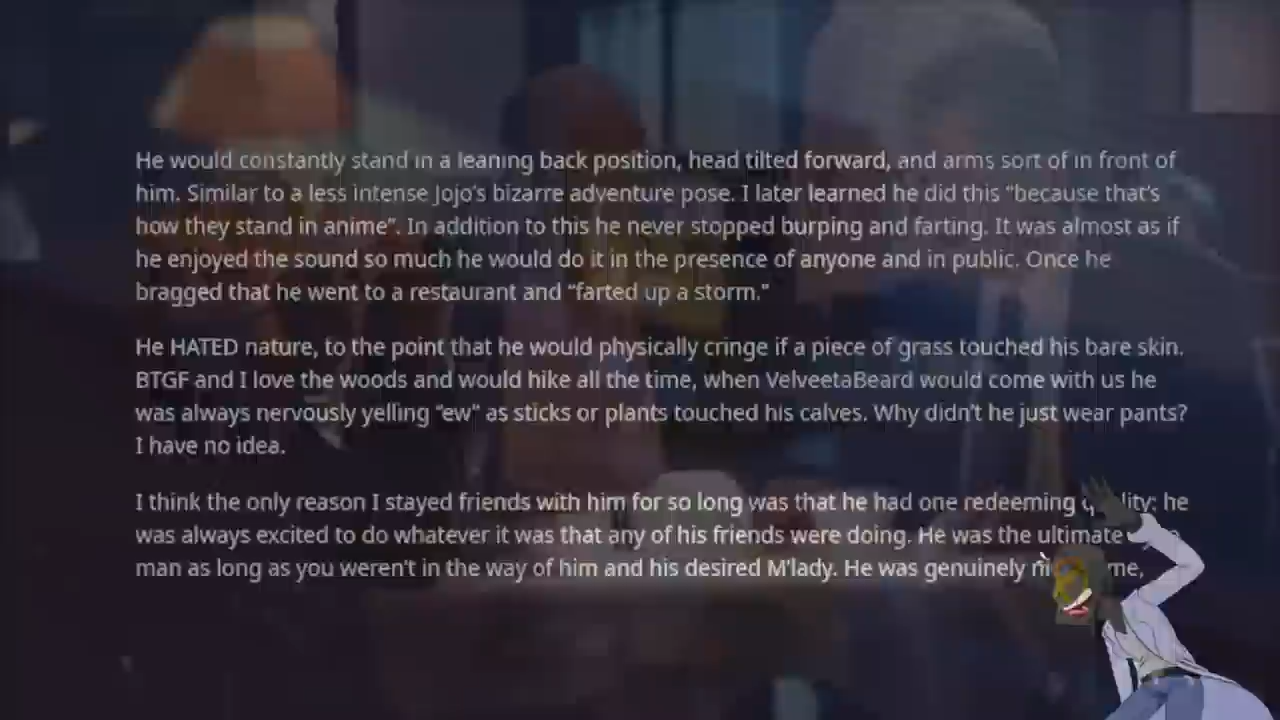 He would constantly stand in a leaning back position, head tilted forward, and arms sort of in front of
him. Similar to a less intense Jojo's bizarre adventure pose. I later learned he did this "because that's
how they stand in anime". In addition to this he never stopped burping and farting. It was almost as if
he enjoyed the sound so much he would do it in the presence of anyone and in public. Once he
bragged that he went to a restaurant and "farted up a storm."
He HATED nature, to the point that he would physically cringe if a piece of grass touched his bare skin.
BTGF and I love the woods and would hike all the time, when VelveetaBeard would come with us he
was always nervously yelling "ew" as sticks or plants touched his calves. Why didn't he just wear pants?
I have no idea.
I think the only reason I stayed friends with him for so long was that he had one redeeming he
was always excited to do whatever it was that any of his friends were doing. He was the ultimate
man as long as you weren't in the way of him and his desired M'lady. He was genuinely